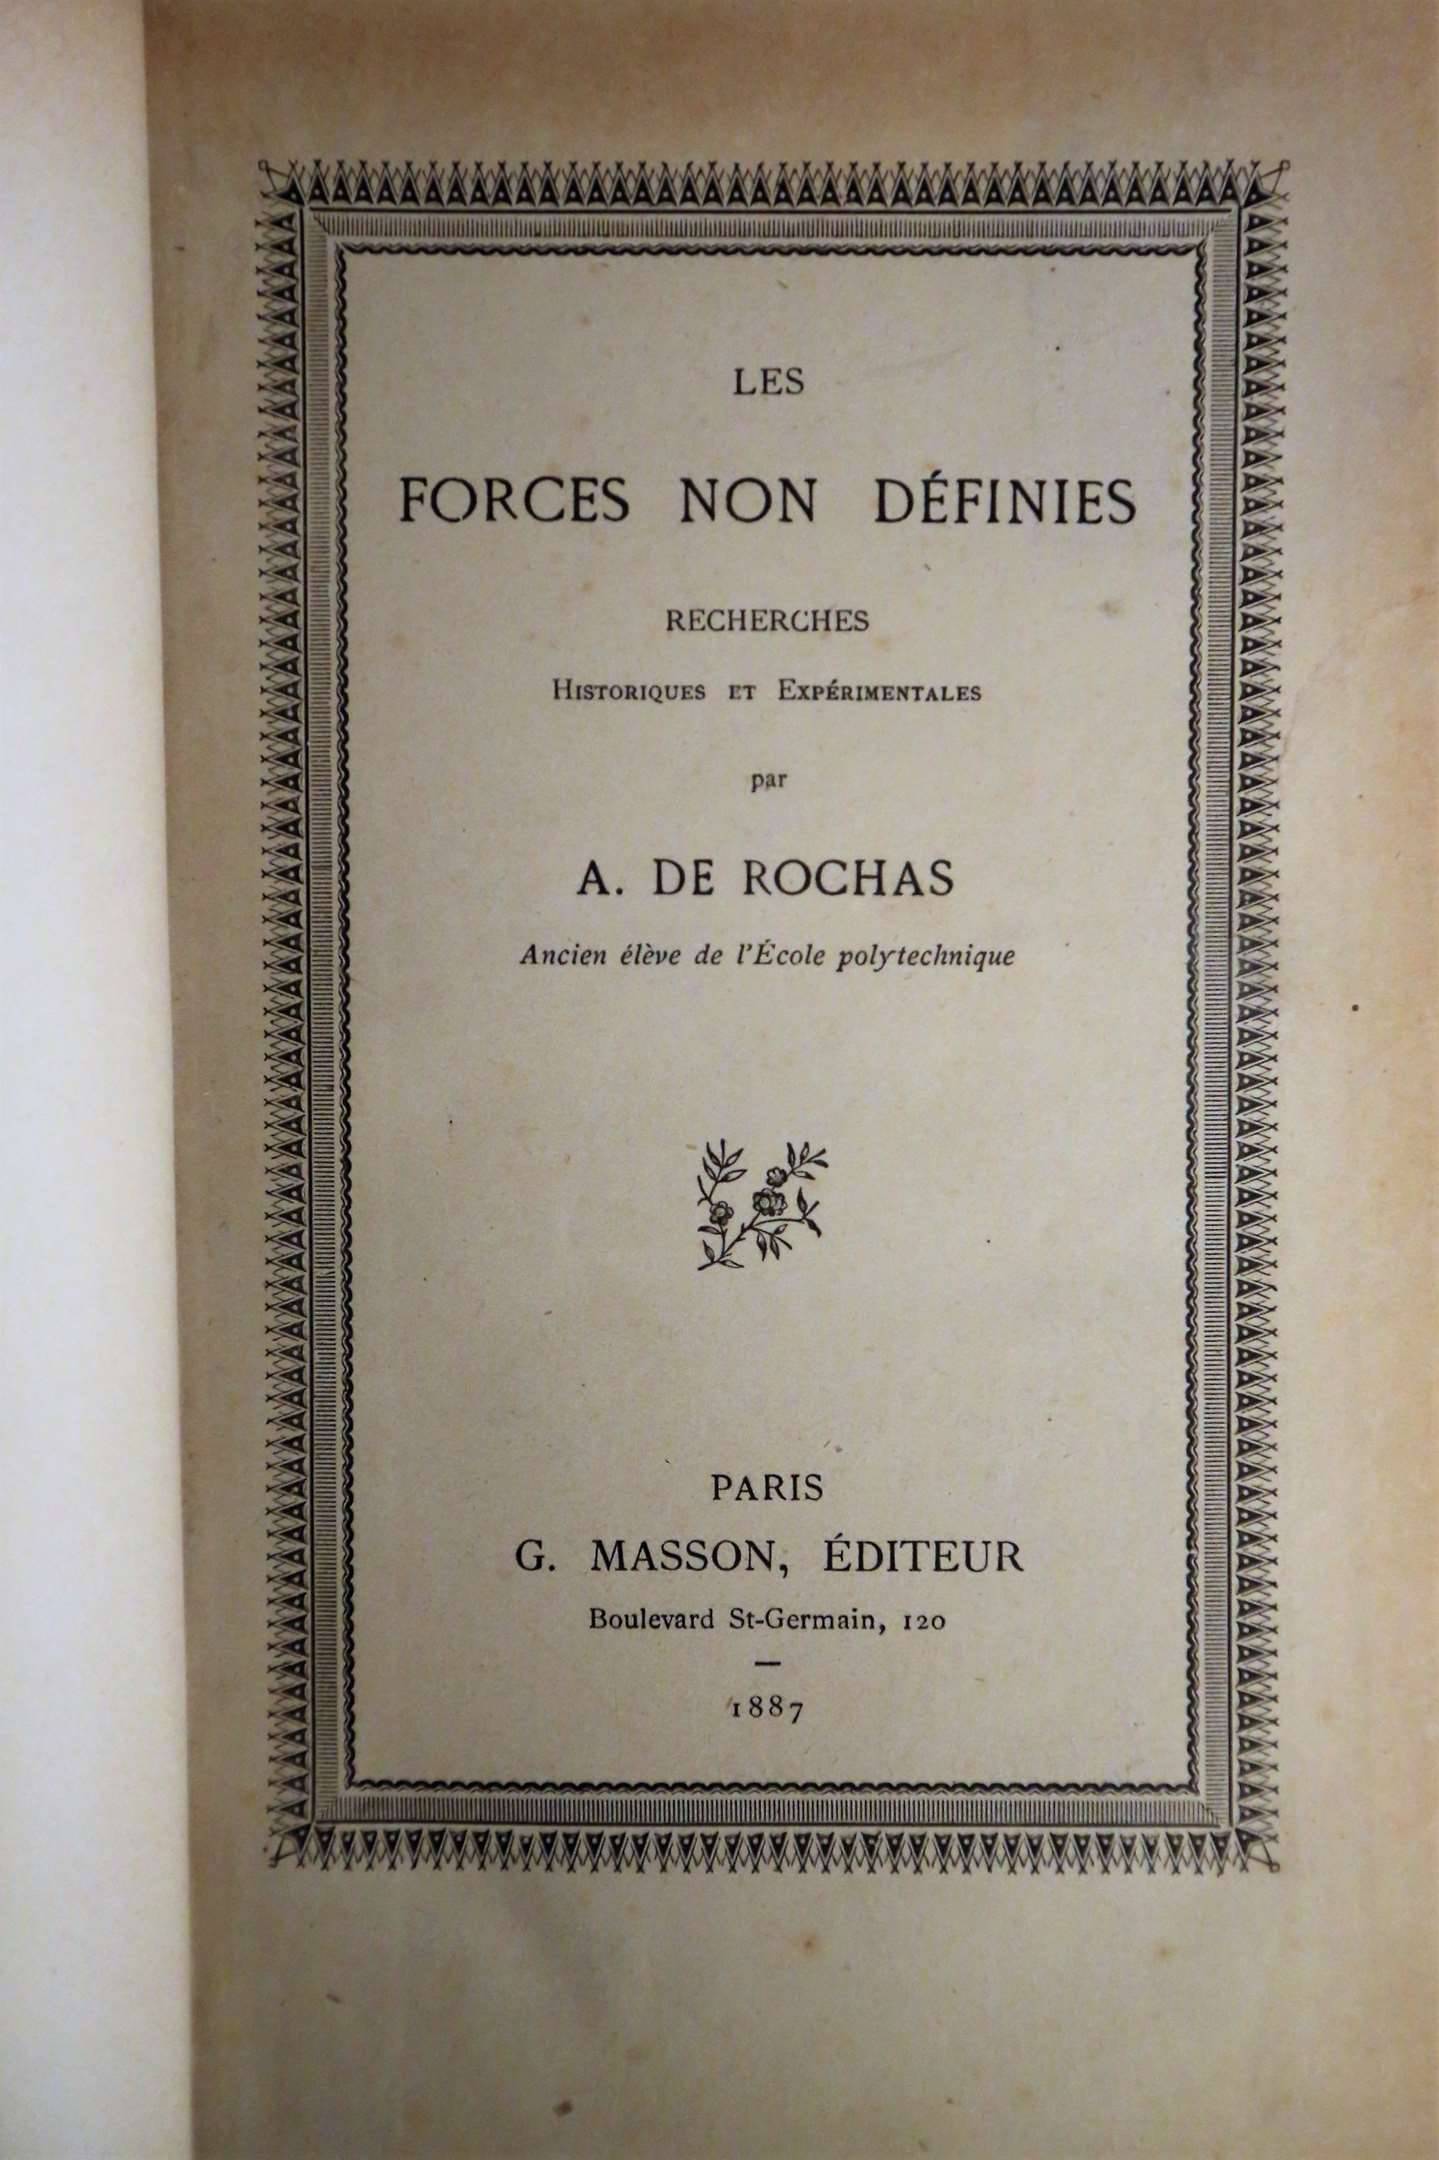 LES
FORCES NON DÉFINIES
RECHERCHES
HISTORIQUES ET EXPÉRIMENTALES
par
A. DE ROCHAS
Ancien élève de l'École polytechnique
PARIS
G. MASSON, ÉDITEUR
Boulevard St-Germain, 120
1887